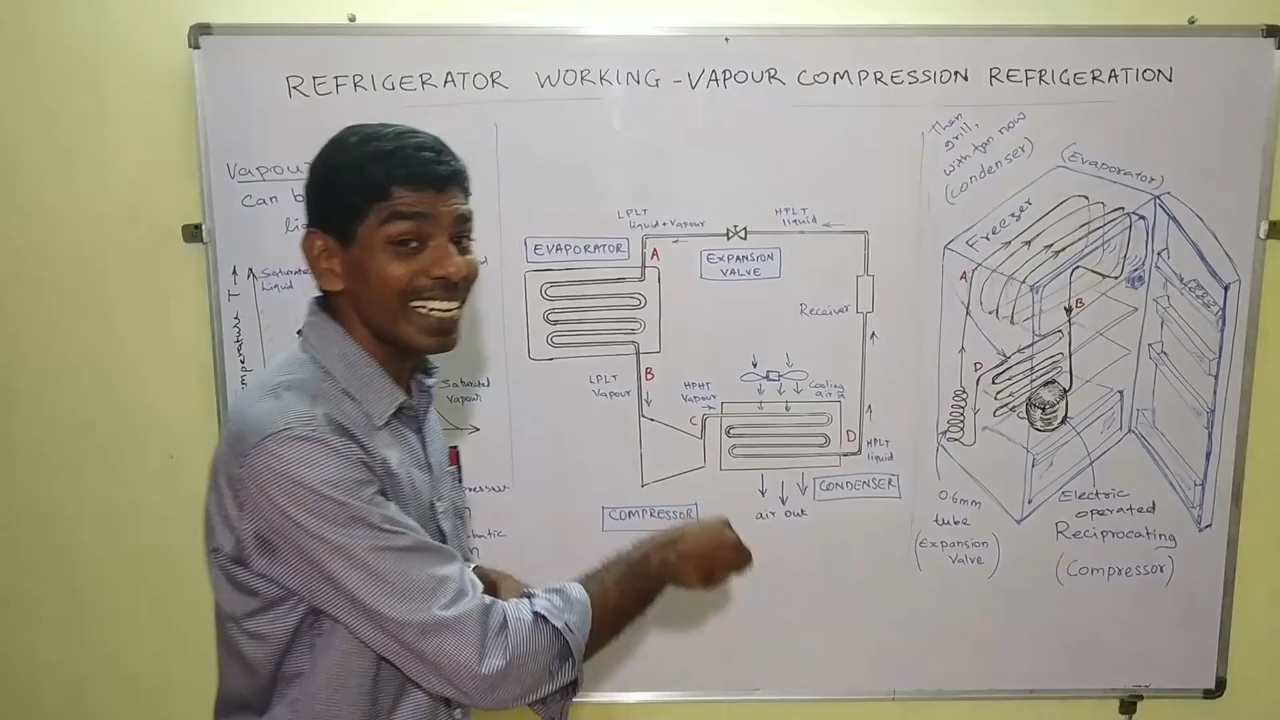 REFRIGERATOR WORKING - VAPOUR COMPRESSION REFRIGERATION
Vapou
can b
Saturated
Liquid
temperature T →
Saturated
Vapour
LPLT
liquid + vapour
HPLT
liquid
EVAPORATOR
A
EXPANSION
VALVE
Receiver
LPLT
Vapour
B
HPHT
Vapour
C
Cooling
air in
D
HPLT
liquid
COMPRESSOR
CONDENSER
air out
Then
grill,
with fan now
(condenser)
(Evaporator)
Freezer
A
B
D
0.6mm
tube
(Expansion
Valve)
Electric
operated
Reciprocating
(Compressor)